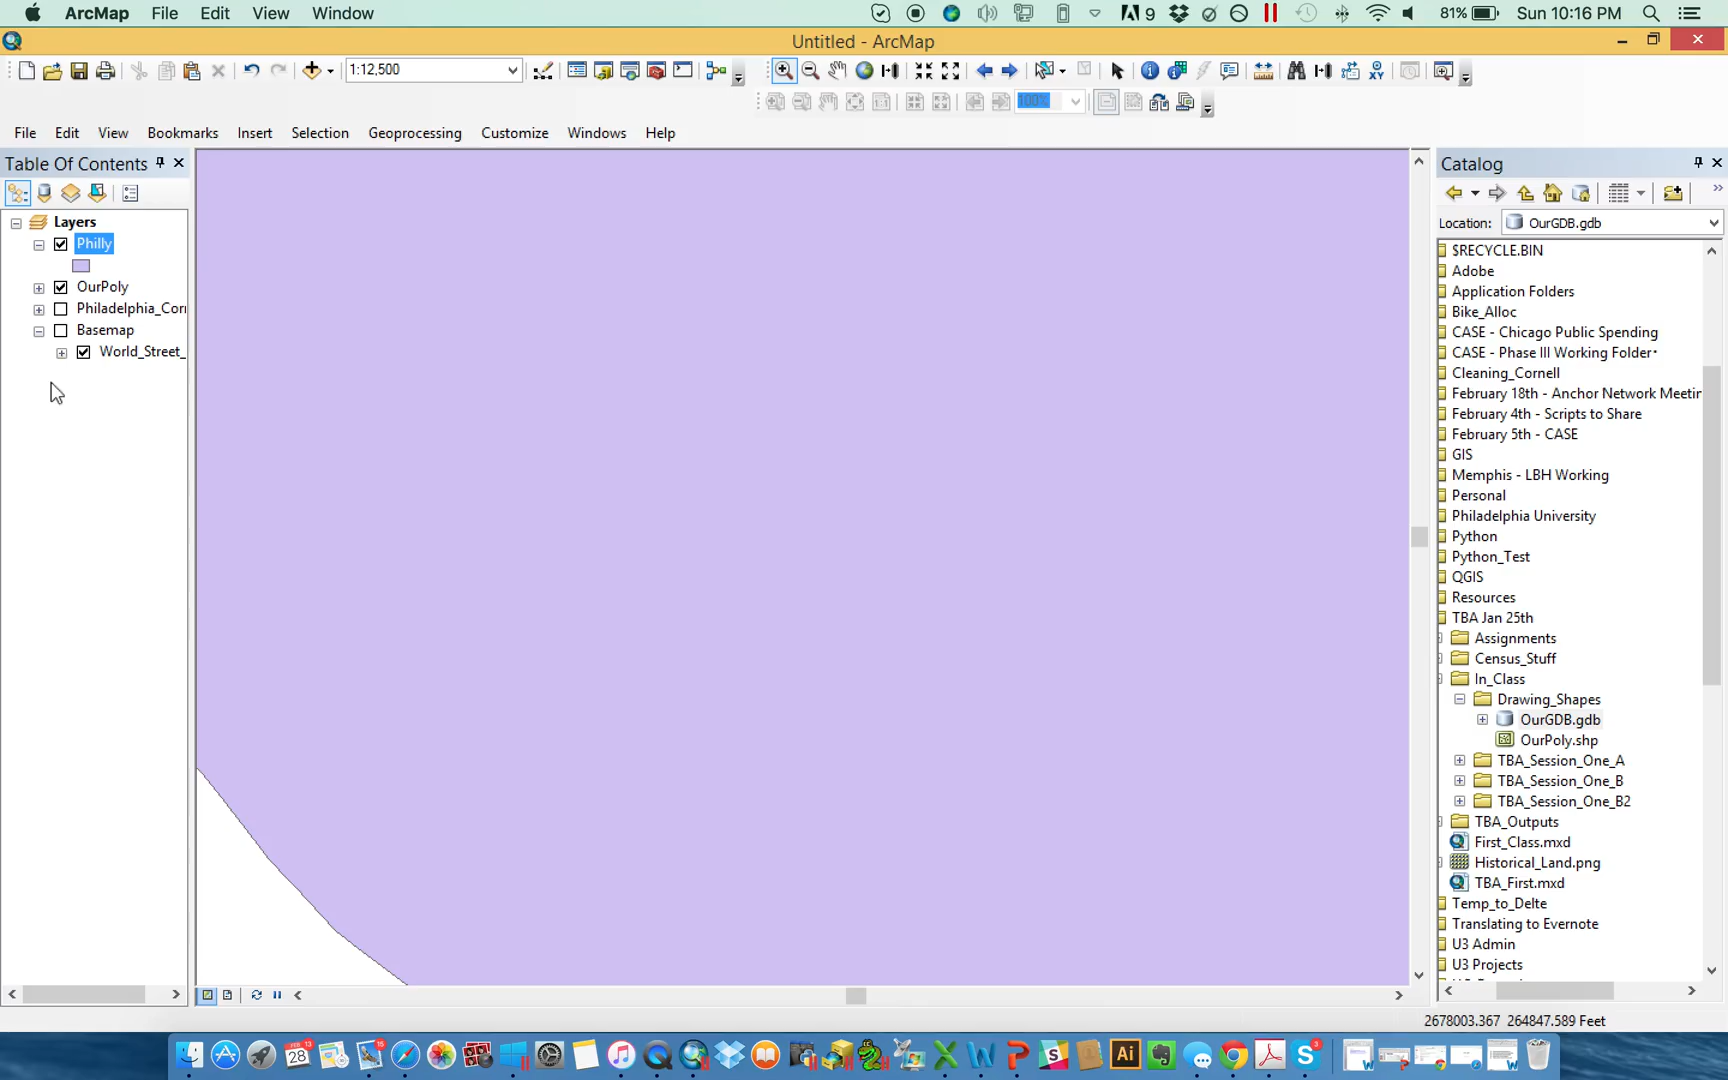 ArcMap File Edit View Window
9 81% Sun 10:16 PM
Untitled - ArcMap
1:12,500
100%
File Edit View Bookmarks Insert Selection Geoprocessing Customize Windows Help
Table Of Contents
Layers
Philly
OurPoly
Philadelphia_Cor
Basemap
World_Street_
Catalog
Location: OurGDB.gdb
$RECYCLE.BIN
Adobe
Application Folders
Bike_Alloc
CASE - Chicago Public Spending
CASE - Phase III Working Folder
Cleaning_Cornell
February 18th - Anchor Network Meetin
February 4th - Scripts to Share
February 5th - CASE
GIS
Memphis - LBH Working
Personal
Philadelphia University
Python
Python_Test
QGIS
Resources
TBA Jan 25th
Assignments
Census_Stuff
In_Class
Drawing_Shapes
OurGDB.gdb
OurPoly.shp
TBA_Session_One_A
TBA_Session_One_B
TBA_Session_One_B2
TBA_Outputs
First_Class.mxd
Historical_Land.png
TBA_First.mxd
Temp_to_Delte
Translating to Evernote
U3 Admin
U3 Projects
2678003.367 264847.589 Feet